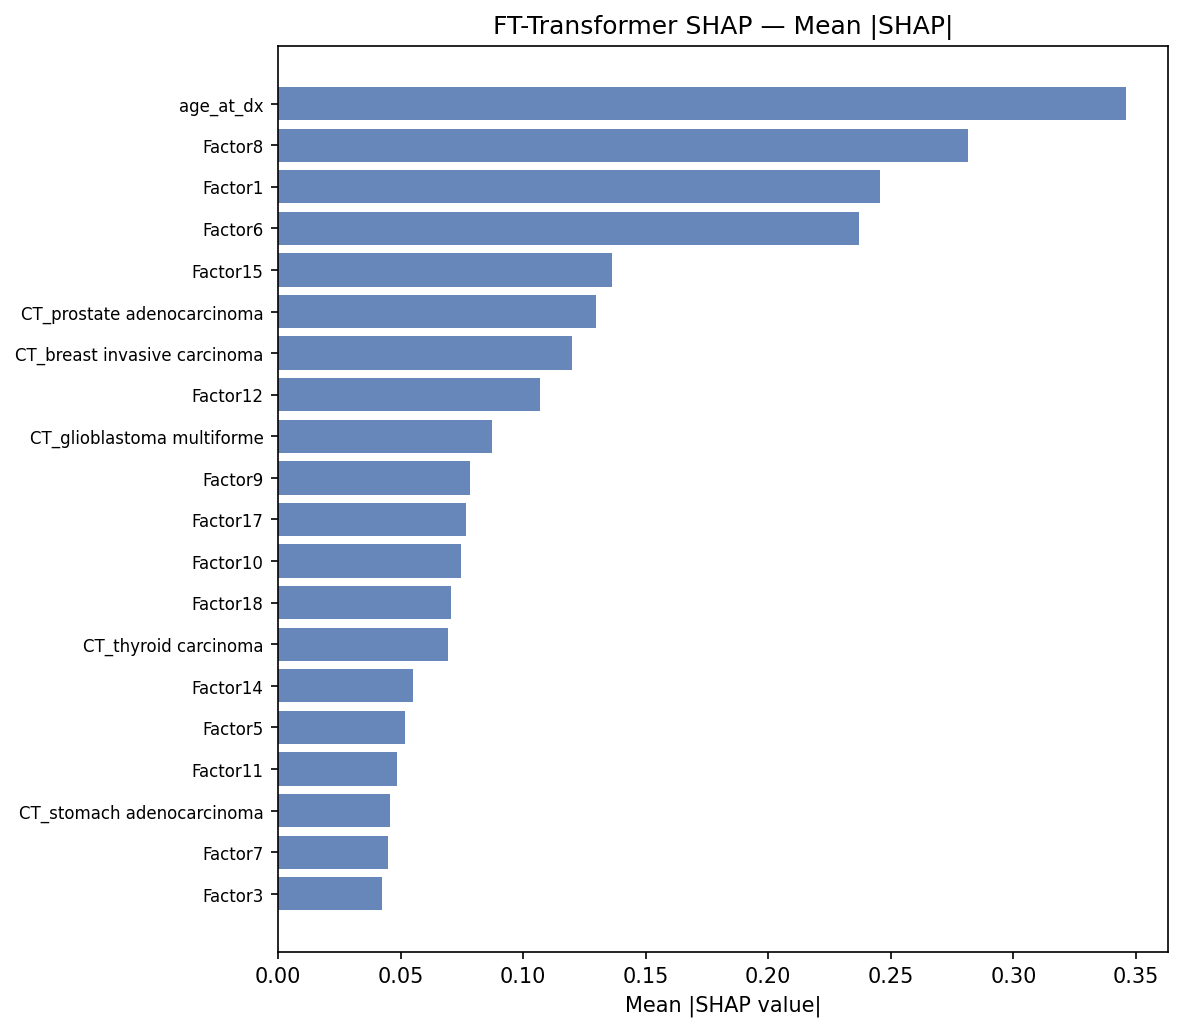 FT-Transformer SHAP — Mean |SHAP|
age_at_dx
Factor8
Factor1
Factor6
Factor15
CT_prostate adenocarcinoma
CT_breast invasive carcinoma
Factor12
CT_glioblastoma multiforme
Factor9
Factor17
Factor10
Factor18
CT_thyroid carcinoma
Factor14
Factor5
Factor11
CT_stomach adenocarcinoma
Factor7
Factor3
0.00 0.05 0.10 0.15 0.20 0.25 0.30 0.35
Mean |SHAP value|